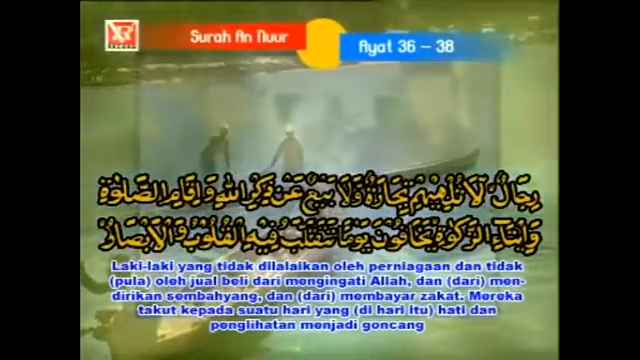 Surah An Nuur
Ayat 36 - 38
رِجَالٌ لَا تُلْهِيهِمْ تِجَارَةٌ وَلَا بَيْعٌ عَنْ ذِكْرِ اللهِ وَإِقَامِ الصَّلٰوةِ
وَإِيتَاءِ الزَّكٰوةِ يَخَافُونَ يَوْمًا تَتَقَلَّبُ فِيهِ الْقُلُوبُ وَالْأَبْصَارُ
Laki-laki yang tidak dilalaikan oleh perniagaan dan tidak
(pula) oleh jual beli dari mengingati Allah, dan (dari) men-
dirikan sembahyang, dan (dari) membayar zakat. Mereka
takut kepada suatu hari yang (di hari itu) hati dan
penglihatan menjadi goncang